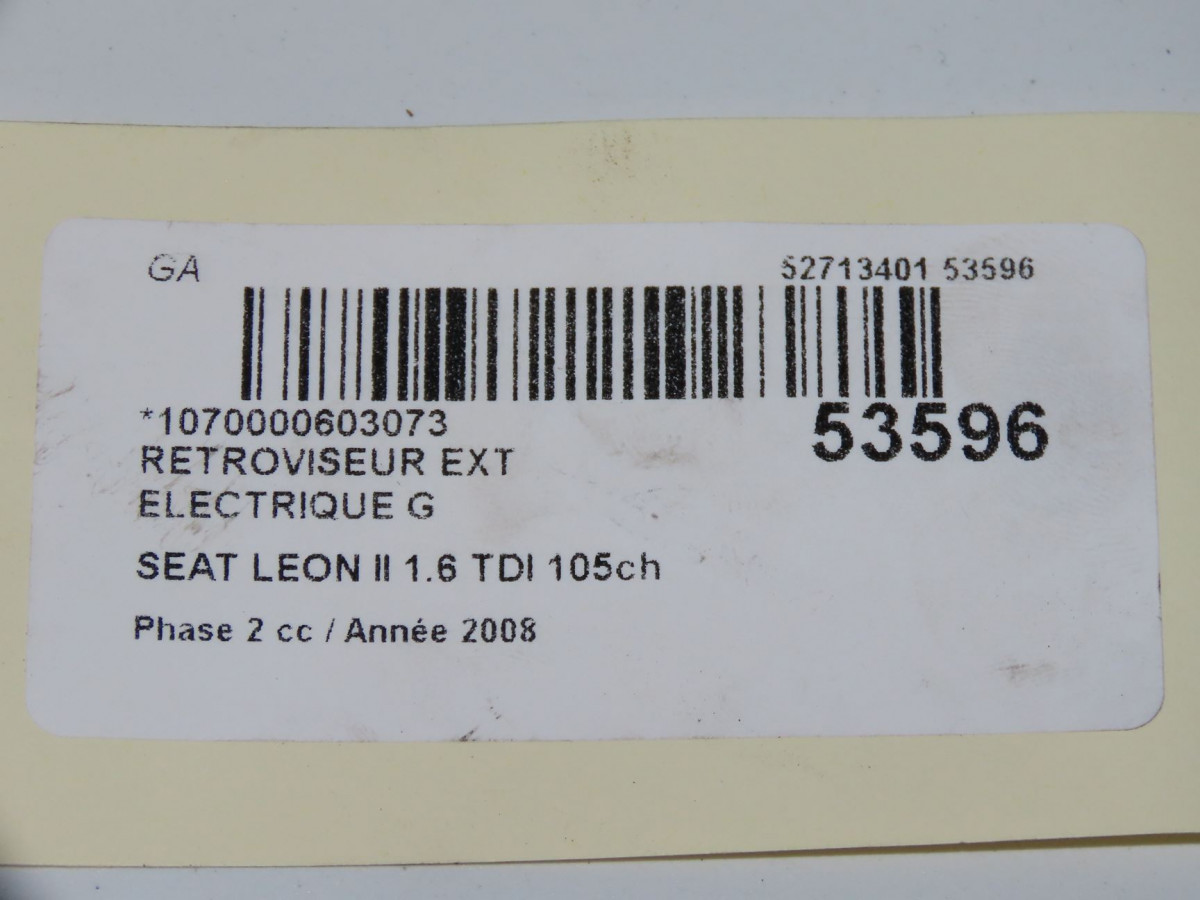 GA 52713401 53596
*1070000603073
53596
RETROVISEUR EXT
ELECTRIQUE G
SEAT LEON II 1.6 TDI 105ch
Phase 2 cc / Année 2008